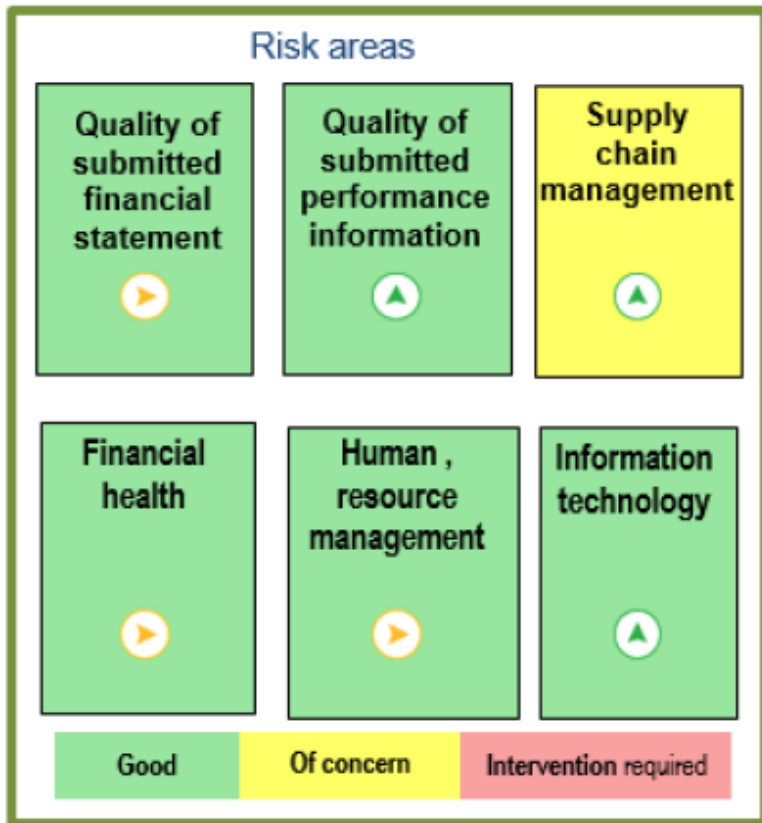 Risk areas
Quality of
submitted
financial
statement
Quality of
submitted
performance
information
Supply
chain
management
Financial
health
Human ,
resource
management
Information
technology
Good
Of concern
Intervention required